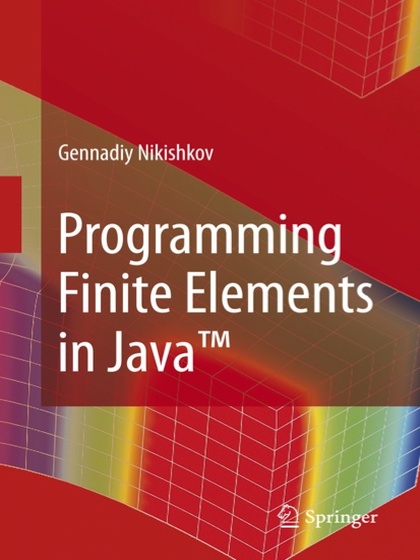 Gennadiy Nikishkov
Programming
Finite Elements
in Java™
Springer